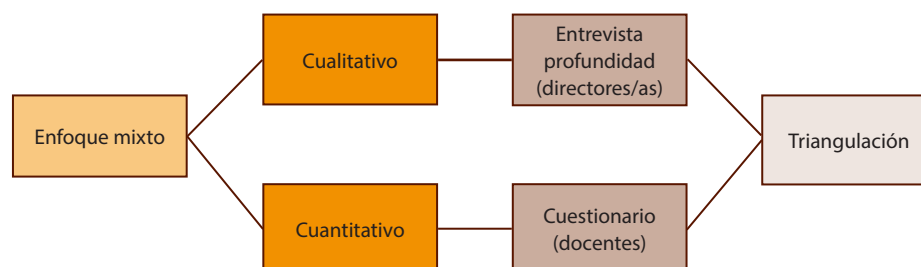 Enfoque mixto
Cualitativo
Entrevista
profundidad
(directores/as)
Cuantitativo
Cuestionario
(docentes)
Triangulación